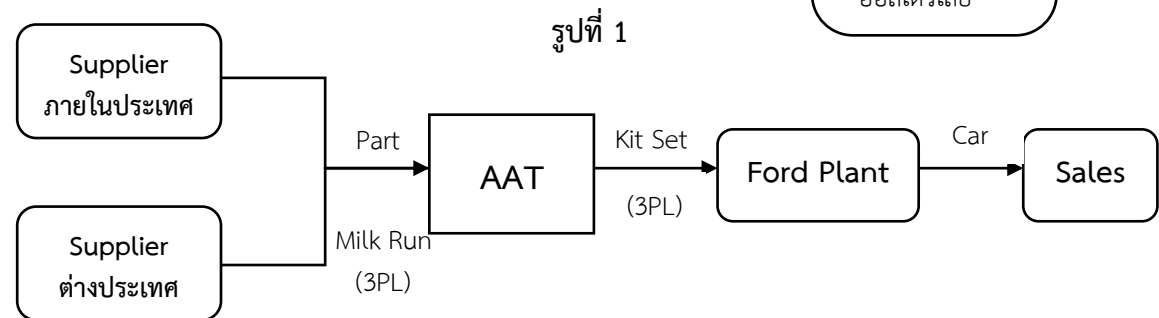 รูปที่ 1
Supplier
ภายในประเทศ
Part
AAT
Kit Set
(3PL)
Ford Plant
Car
Sales
Supplier
ต่างประเทศ
Milk Run
(3PL)